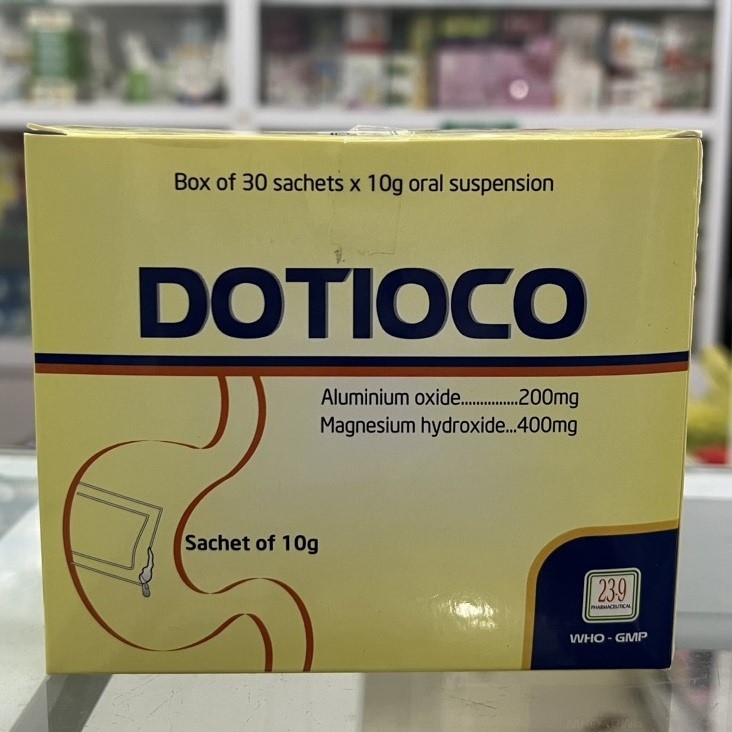 Box of 30 sachets x 10g oral suspension
DOTIOCO
Aluminium oxide...............200mg
Magnesium hydroxide...400mg
Sachet of 10g
23·9
PHARMACEUTICAL
WHO - GMP